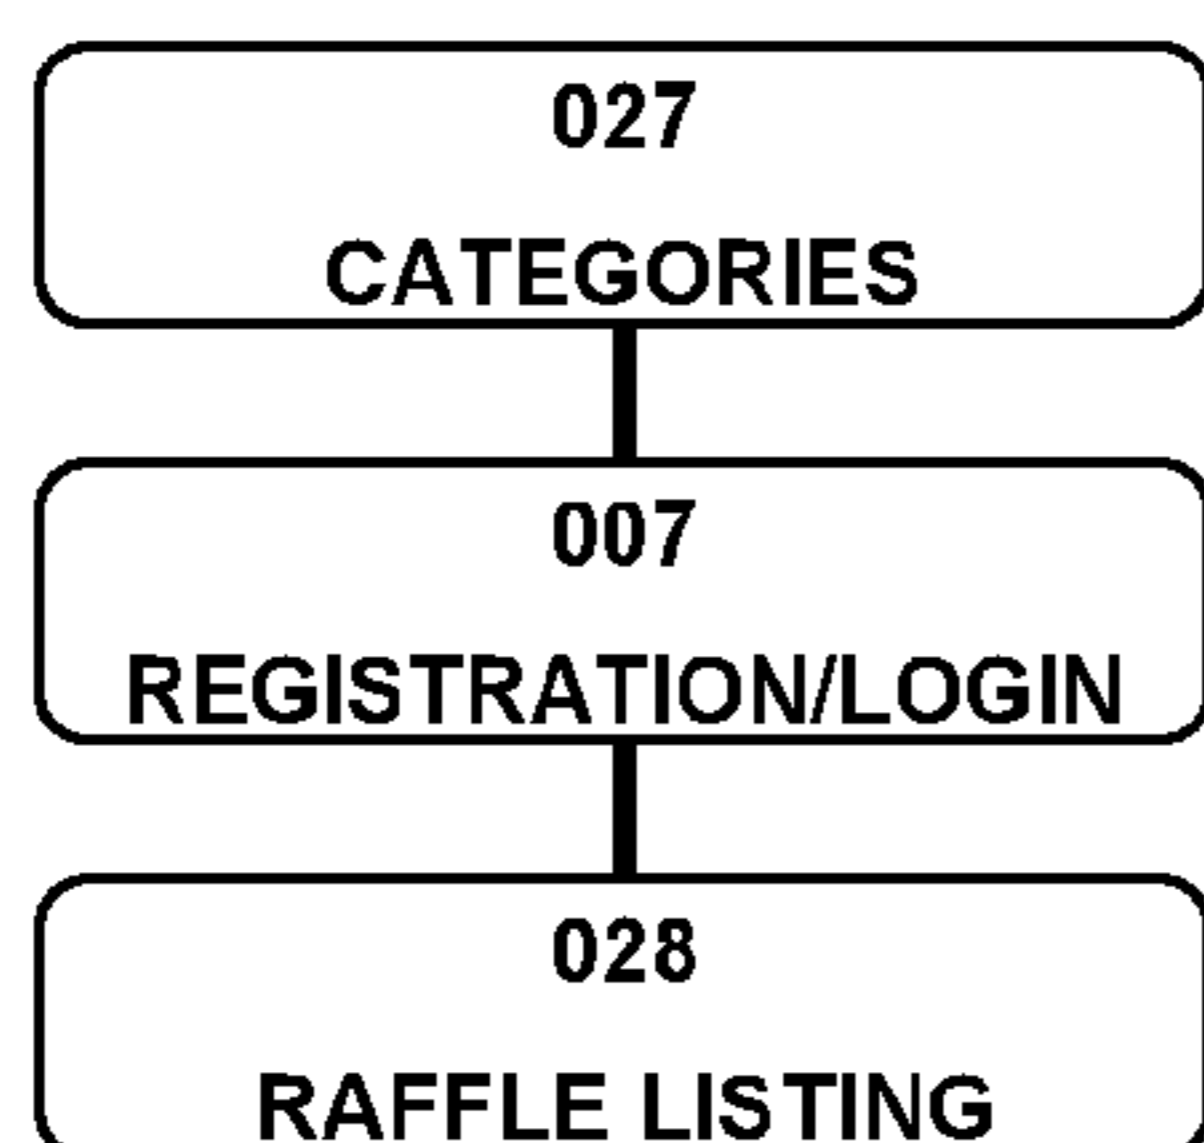 027
CATEGORIES
007
REGISTRATION/LOGIN
028
RAFFLE LISTING